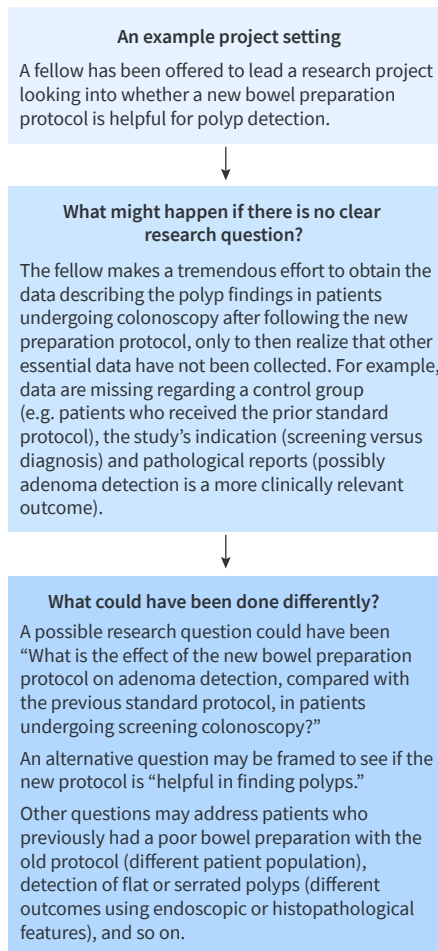 An example project setting
A fellow has been offered to lead a research project
looking into whether a new bowel preparation
protocol is helpful for polyp detection.
What might happen if there is no clear
research question?
The fellow makes a tremendous effort to obtain the
data describing the polyp findings in patients
undergoing colonoscopy after following the new
preparation protocol, only to then realize that other
essential data have not been collected. For example,
data are missing regarding a control group
(e.g. patients who received the prior standard
protocol), the study’s indication (screening versus
diagnosis) and pathological reports (possibly
adenoma detection is a more clinically relevant
outcome).
What could have been done differently?
A possible research question could have been
“What is the effect of the new bowel preparation
protocol on adenoma detection, compared with
the previous standard protocol, in patients
undergoing screening colonoscopy?”
An alternative question may be framed to see if the
new protocol is “helpful in finding polyps.”
Other questions may address patients who
previously had a poor bowel preparation with the
old protocol (different patient population),
detection of flat or serrated polyps (different
outcomes using endoscopic or histopathological
features), and so on.